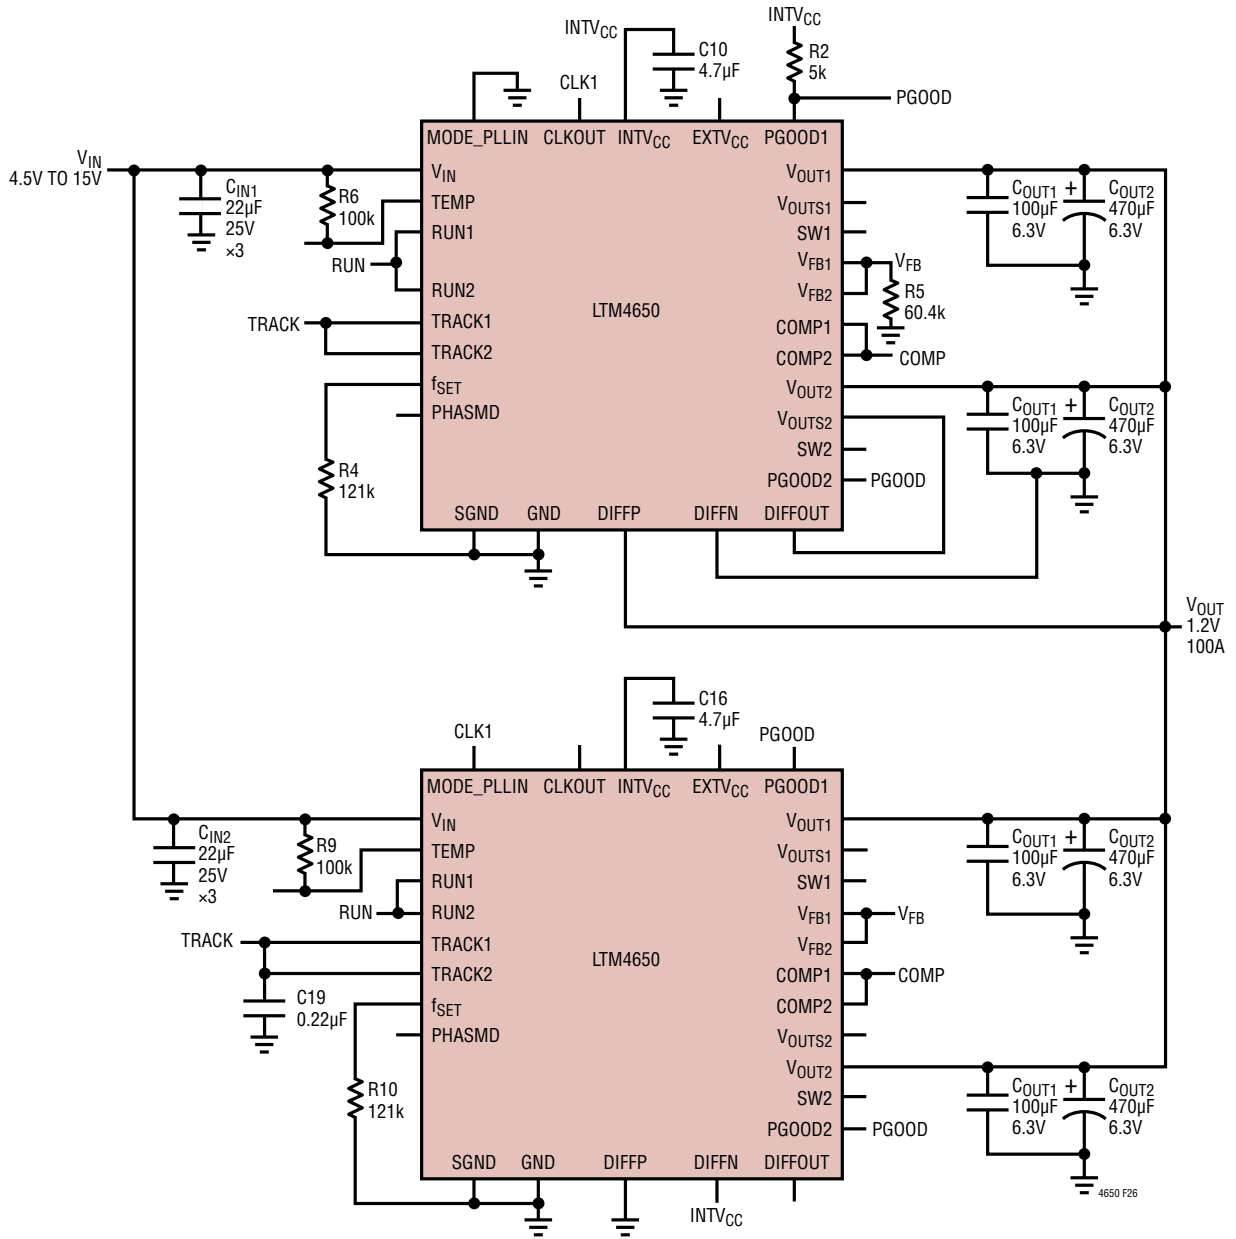 INTVCC
INTVCC
C10
4.7µF
R2
5k
CLK1
PGOOD
MODE_PLLIN
CLKOUT
INTVCC
EXTVCC
PGOOD1
VIN
4.5V TO 15V
CIN1
22µF
25V
×3
R6
100k
VIN
TEMP
RUN1
RUN
RUN2
TRACK
TRACK1
TRACK2
fSET
PHASMD
R4
121k
LTM4650
VOUT1
VOUTS1
SW1
VFB1
VFB
VFB2
R5
60.4k
COMP1
COMP2
COMP
VOUT2
VOUTS2
SW2
PGOOD2
PGOOD
COUT1
100µF
6.3V
+
COUT2
470µF
6.3V
COUT1
100µF
6.3V
+
COUT2
470µF
6.3V
SGND
GND
DIFFP
DIFFN
DIFFOUT
VOUT
1.2V
100A
C16
4.7µF
CLK1
PGOOD
MODE_PLLIN
CLKOUT
INTVCC
EXTVCC
PGOOD1
CIN2
22µF
25V
×3
R9
100k
VIN
TEMP
RUN1
RUN
RUN2
TRACK
TRACK1
TRACK2
C19
0.22µF
fSET
PHASMD
R10
121k
LTM4650
VOUT1
VOUTS1
SW1
VFB1
VFB
VFB2
COMP1
COMP
COMP2
VOUTS2
VOUT2
SW2
PGOOD2
PGOOD
COUT1
100µF
6.3V
+
COUT2
470µF
6.3V
COUT1
100µF
6.3V
+
COUT2
470µF
6.3V
SGND
GND
DIFFP
DIFFN
DIFFOUT
INTVCC
4650 F26